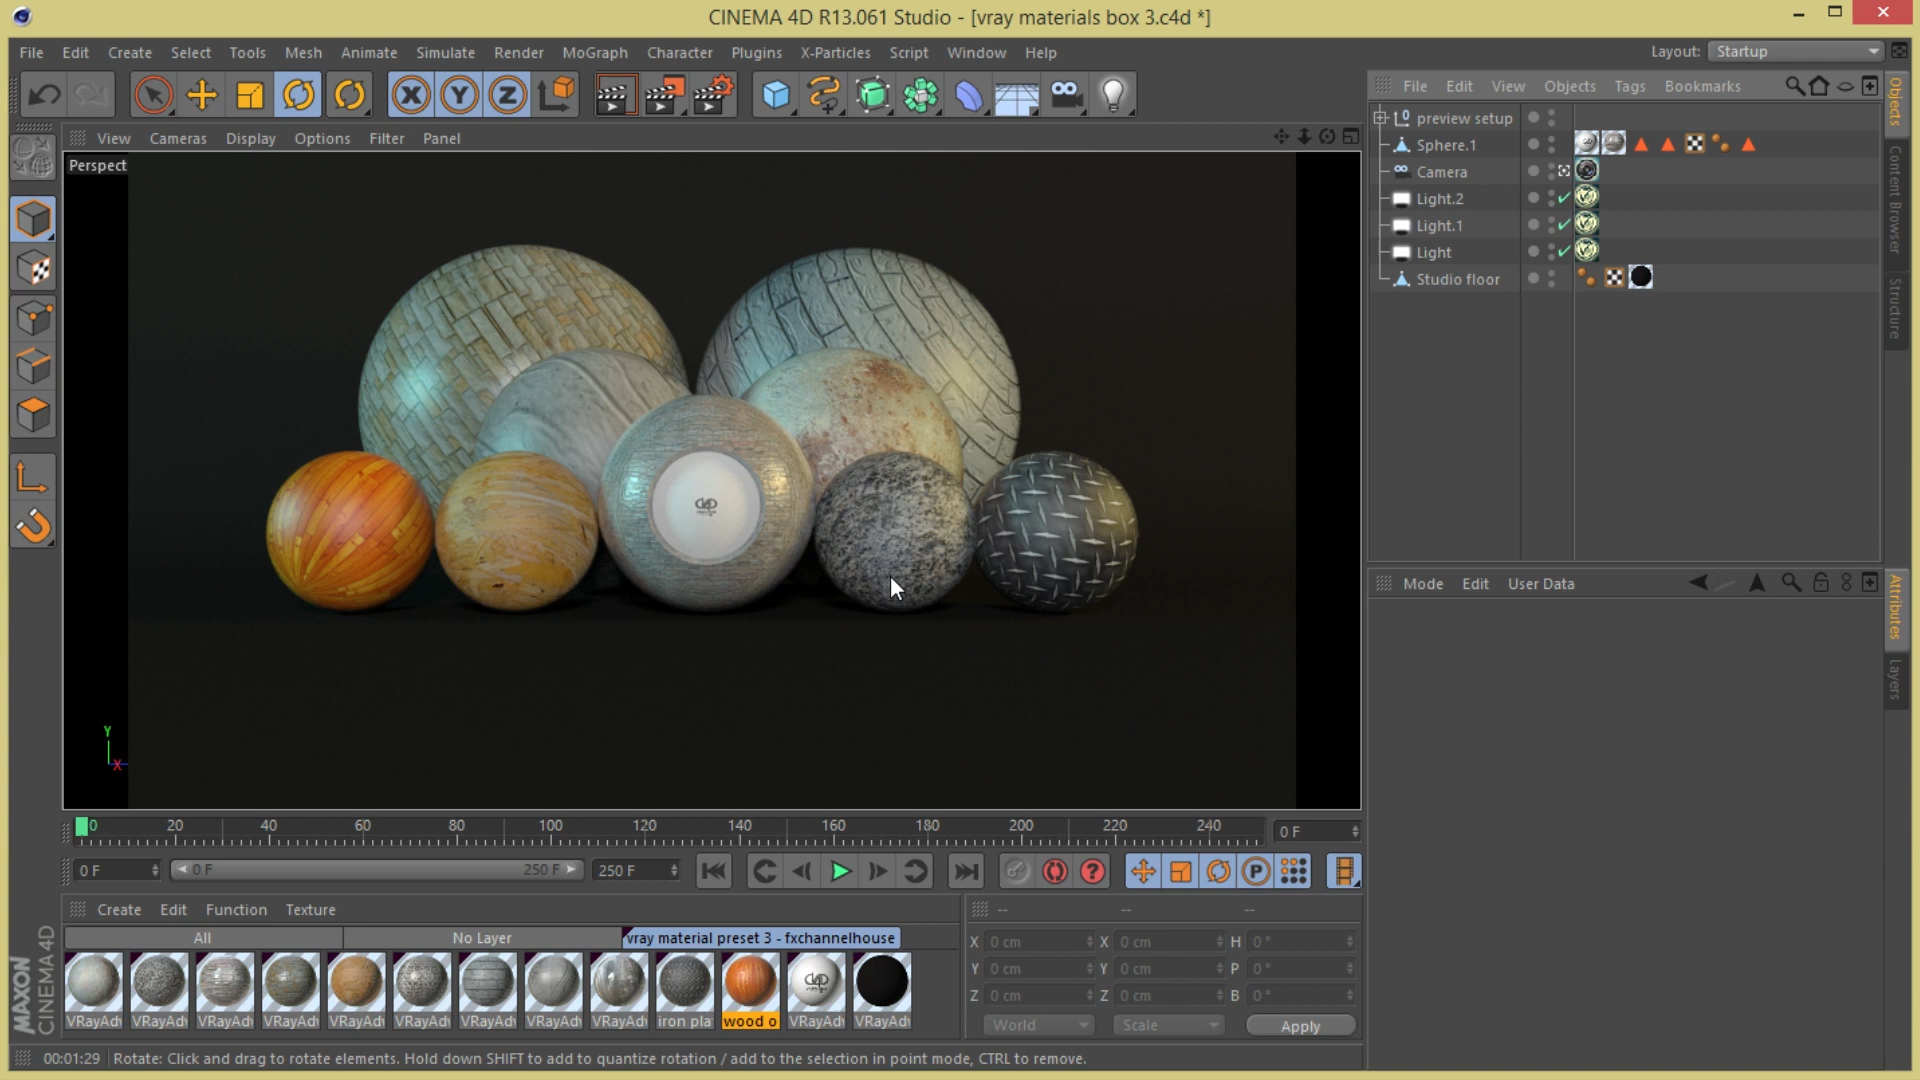 CINEMA 4D R13.061 Studio - [vray materials box 3.c4d *]
File Edit Create Select Tools Mesh Animate Simulate Render MoGraph Character Plugins X-Particles Script Window Help
Layout: Startup
View Cameras Display Options Filter Panel
Perspect
File Edit View Objects Tags Bookmarks
preview setup
Sphere.1
Camera
Light.2
Light.1
Light
Studio floor
Objects
Content Browser
Structure
Mode Edit User Data
Attributes
Layers
Y
X
0 20 40 60 80 100 120 140 160 180 200 220 240
0 F
0 F 0 F 250 F 250 F
Create Edit Function Texture
All No Layer vray material preset 3 - fxchannelhouse
VRayAdv VRayAdv VRayAdv VRayAdv VRayAdv VRayAdv VRayAdv VRayAdv VRayAdv iron pla wood o VRayAdv VRayAdv
-- -- --
X 0 cm X 0 cm H 0 °
Y 0 cm Y 0 cm P 0 °
Z 0 cm Z 0 cm B 0 °
World Scale Apply
MAXON
CINEMA 4D
00:01:29 Rotate: Click and drag to rotate elements. Hold down SHIFT to add to quantize rotation / add to the selection in point mode, CTRL to remove.